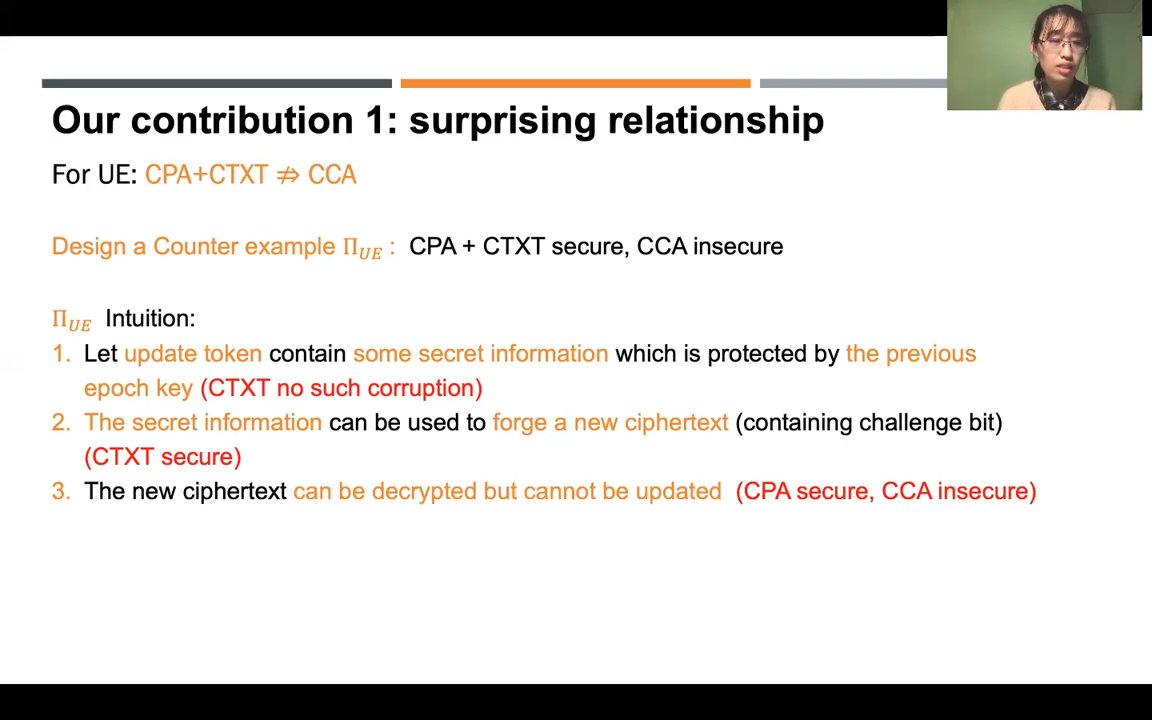 Our contribution 1: surprising relationship
For UE: CPA+CTXT ⇏ CCA
Design a Counter example Π_UE : CPA + CTXT secure, CCA insecure
Π_UE Intuition:
1. Let update token contain some secret information which is protected by the previous
epoch key (CTXT no such corruption)
2. The secret information can be used to forge a new ciphertext (containing challenge bit)
(CTXT secure)
3. The new ciphertext can be decrypted but cannot be updated (CPA secure, CCA insecure)